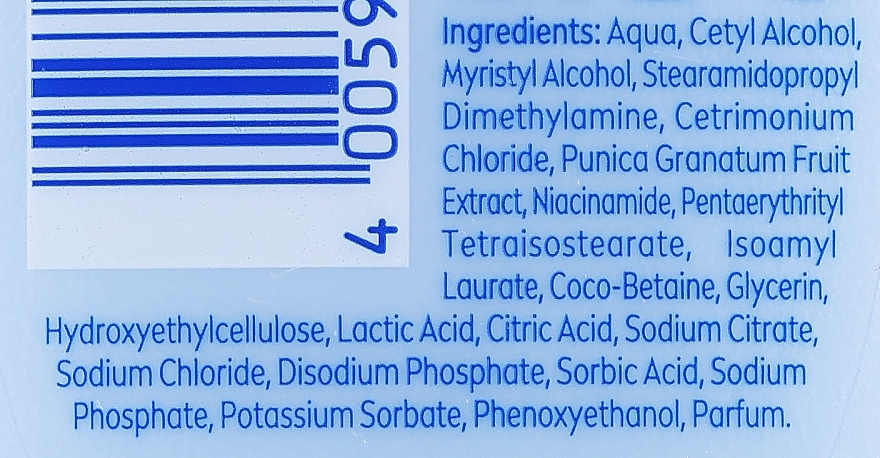 4 0059
Ingredients: Aqua, Cetyl Alcohol,
Myristyl Alcohol, Stearamidopropyl
Dimethylamine, Cetrimonium
Chloride, Punica Granatum Fruit
Extract, Niacinamide, Pentaerythrityl
Tetraisostearate, Isoamyl
Laurate, Coco-Betaine, Glycerin,
Hydroxyethylcellulose, Lactic Acid, Citric Acid, Sodium Citrate,
Sodium Chloride, Disodium Phosphate, Sorbic Acid, Sodium
Phosphate, Potassium Sorbate, Phenoxyethanol, Parfum.